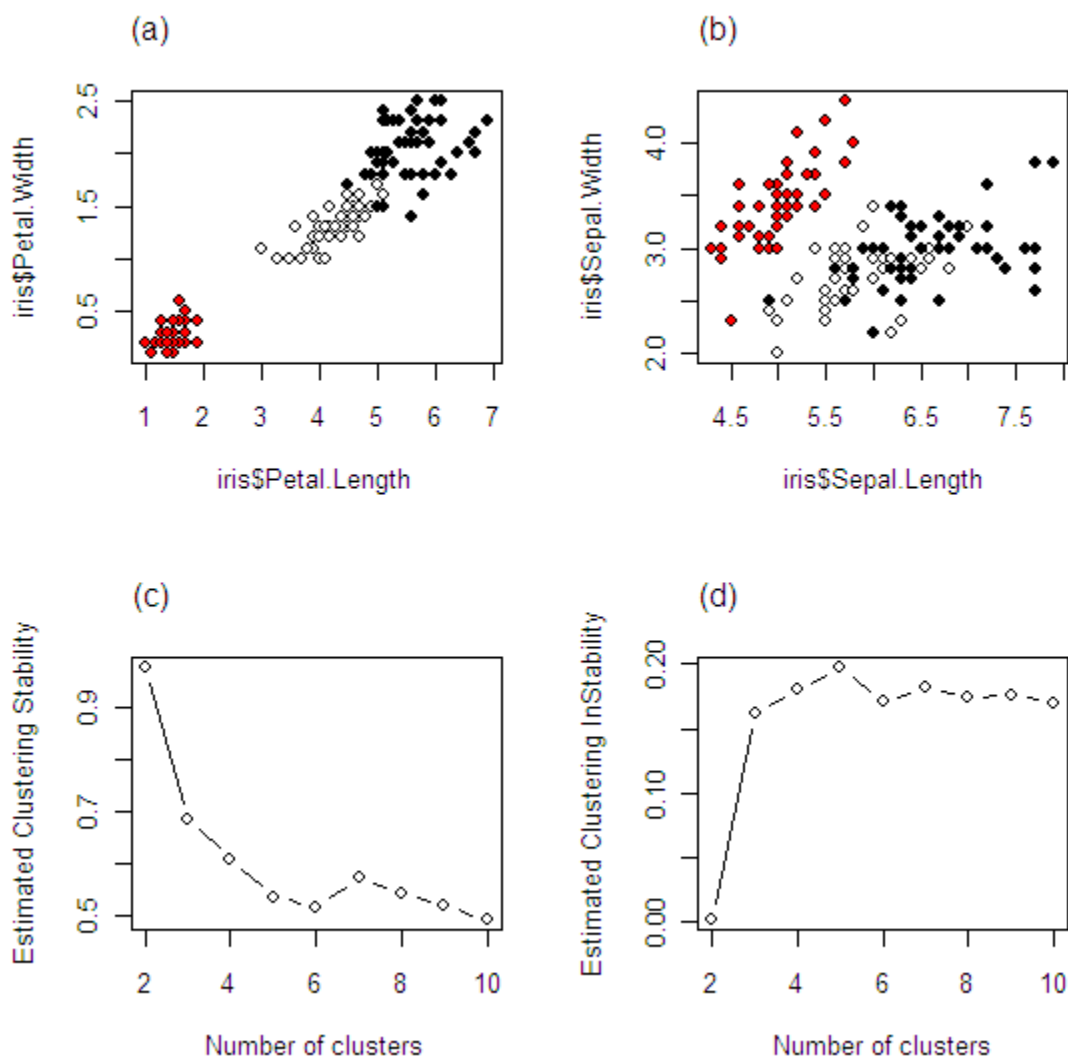 (a)
iris$Petal.Width
2.5
1.5
0.5
1 2 3 4 5 6 7
iris$Petal.Length
(b)
iris$Sepal.Width
4.0
3.0
2.0
4.5 5.5 6.5 7.5
iris$Sepal.Length
(c)
Estimated Clustering Stability
0.9
0.7
0.5
2 4 6 8 10
Number of clusters
(d)
Estimated Clustering InStability
0.20
0.10
0.00
2 4 6 8 10
Number of clusters